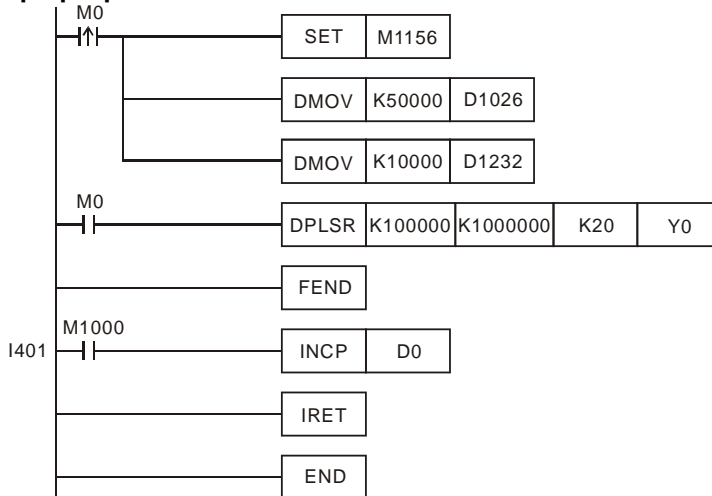 M0
SET M1156
DMOV K50000 D1026
DMOV K10000 D1232
M0
DPLSR K100000 K1000000 K20 Y0
FEND
M1000
I401 INCP D0
IRET
END